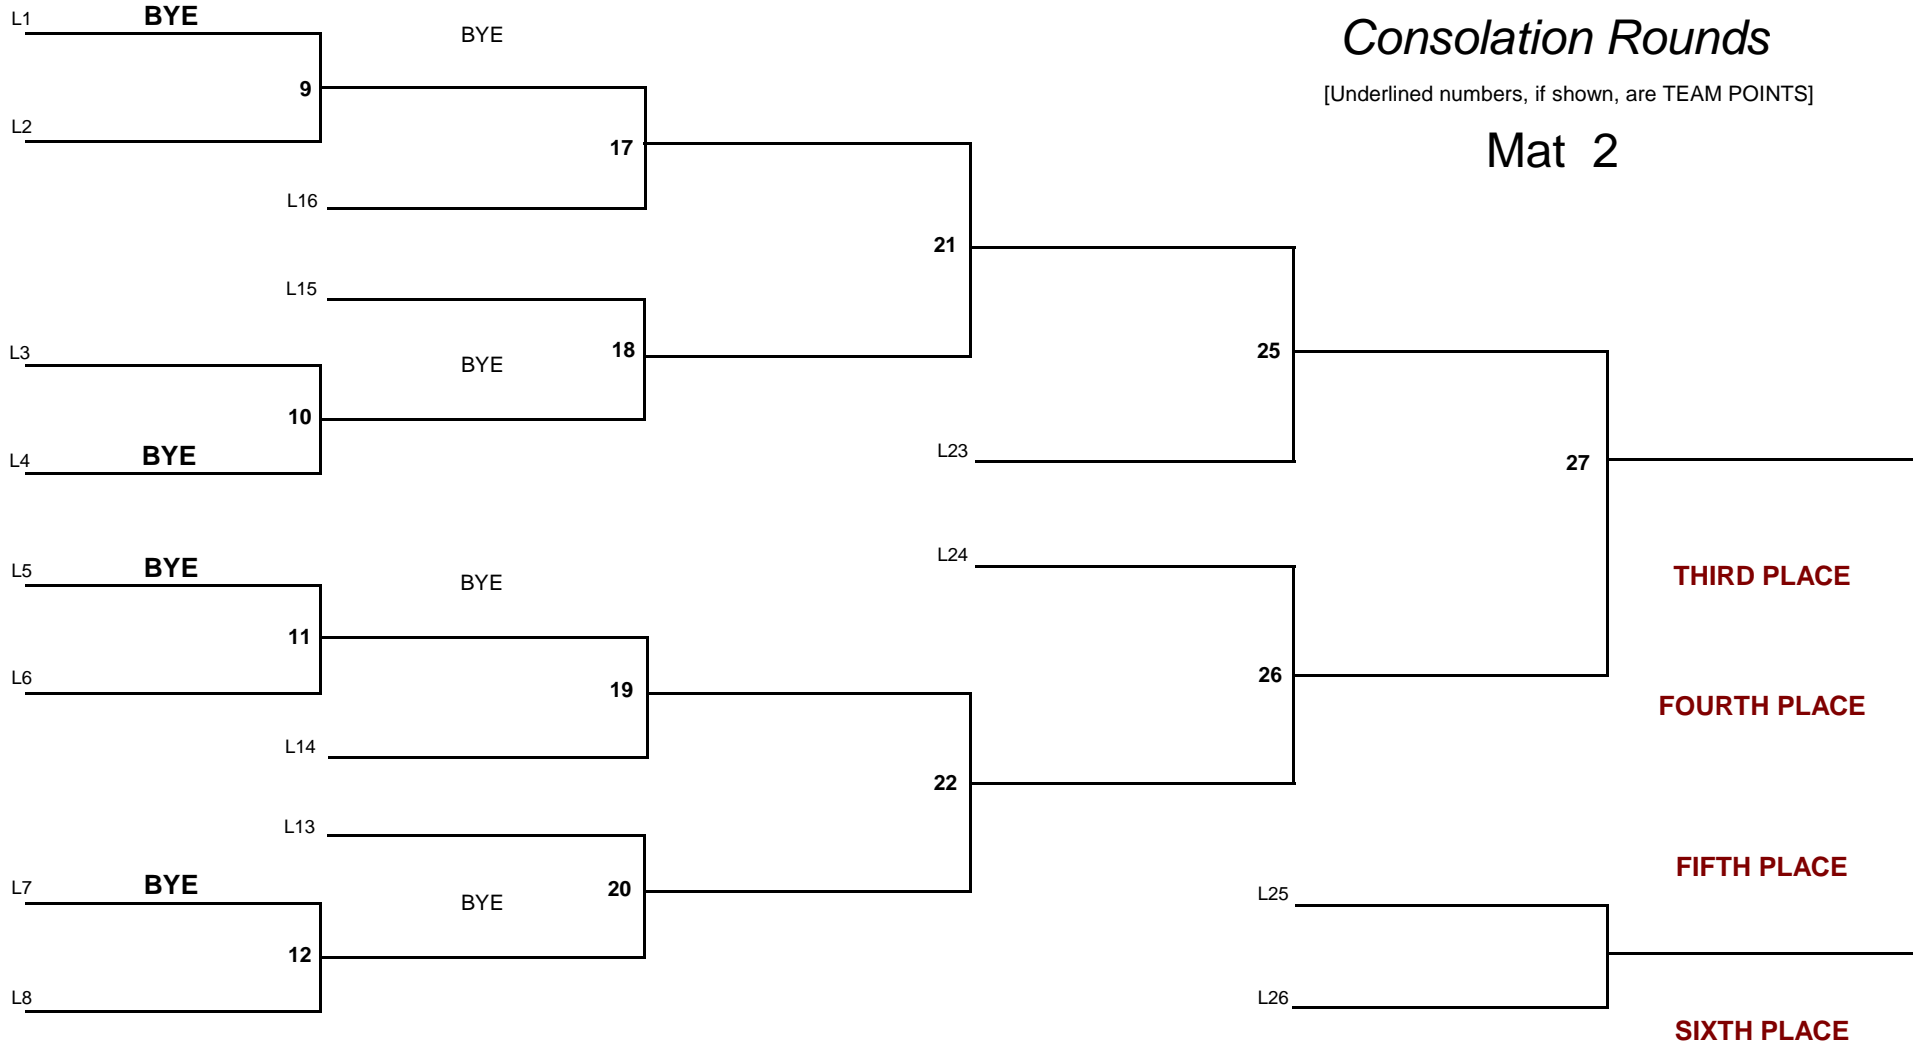 L1 BYE
BYE
Consolation Rounds
9
[Underlined numbers, if shown, are TEAM POINTS]
L2
17
Mat 2
L16
21
L15
L3
BYE
18
25
10
L4 BYE
L23
27
L5 BYE
BYE
L24
THIRD PLACE
11
L6
19
26
FOURTH PLACE
L14
22
L13
FIFTH PLACE
L7 BYE
BYE
20
L25
12
L8
L26
SIXTH PLACE